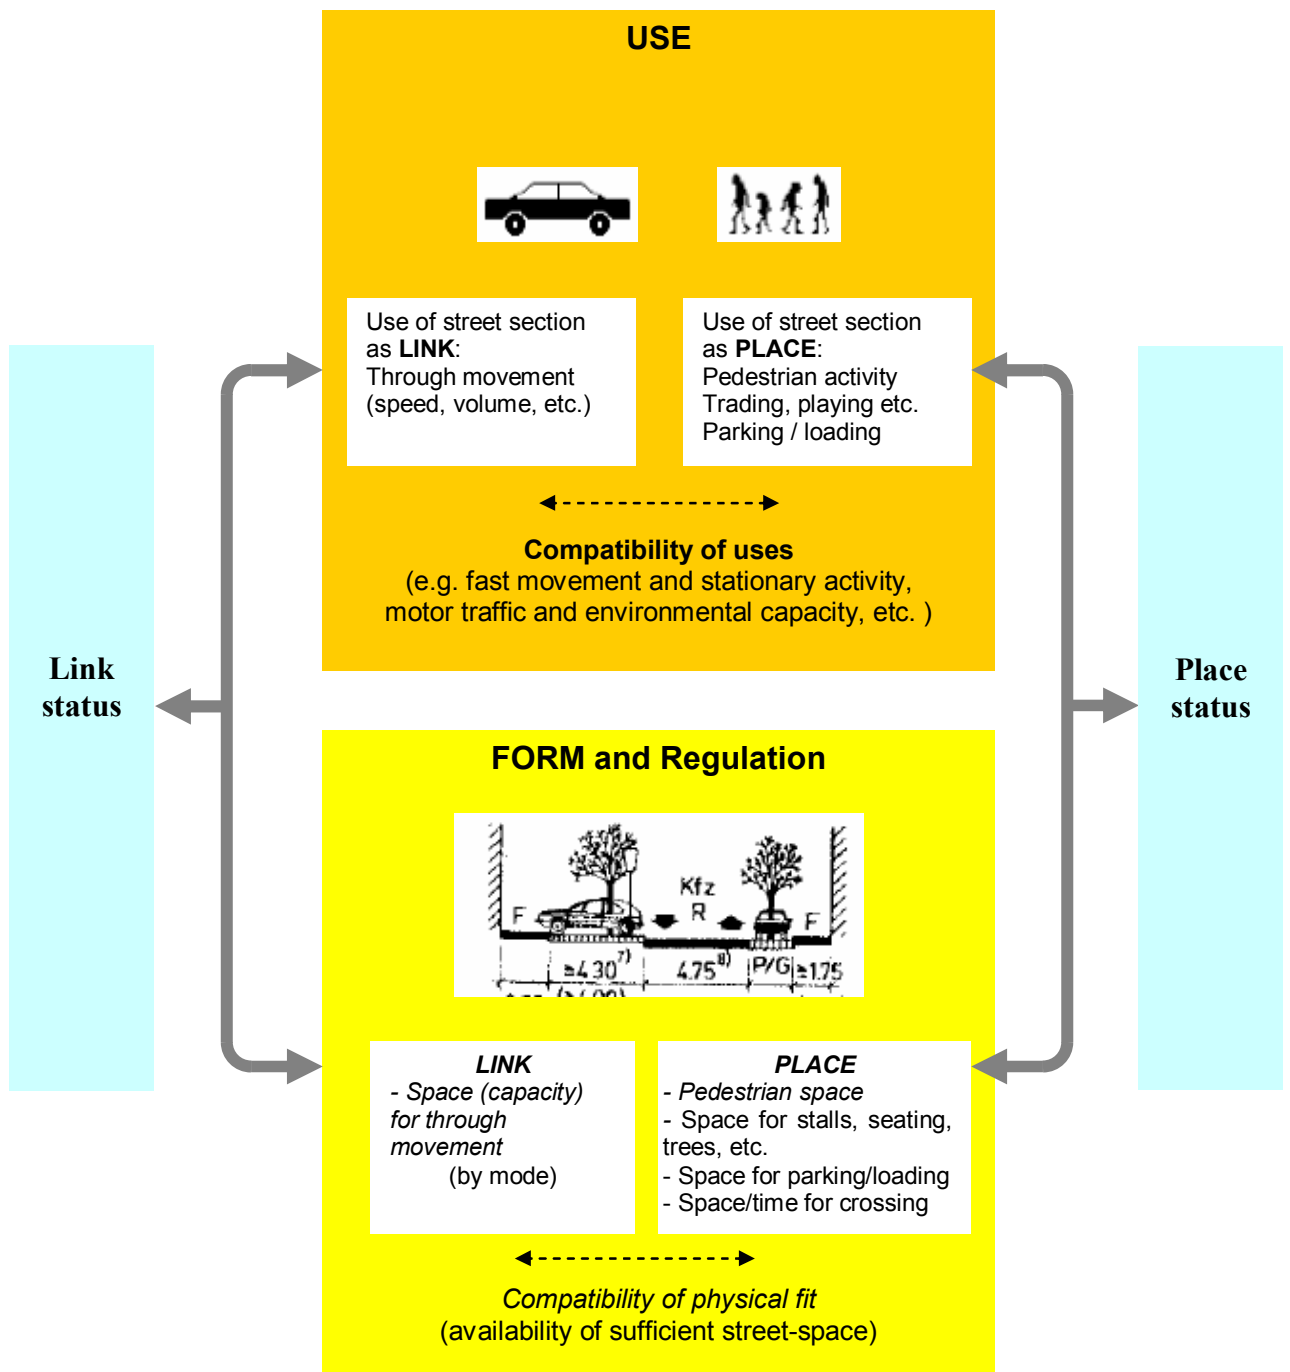 USE
Use of street section
as LINK:
Through movement
(speed, volume, etc.)
Use of street section
as PLACE:
Pedestrian activity
Trading, playing etc.
Parking / loading
Compatibility of uses
(e.g. fast movement and stationary activity,
motor traffic and environmental capacity, etc. )
Link
status
Place
status
FORM and Regulation
Kfz
R
F
F
≥4.30 7)
4.75 8)
P/G
≥1.75
LINK
- Space (capacity)
for through
movement
(by mode)
PLACE
- Pedestrian space
- Space for stalls, seating,
trees, etc.
- Space for parking/loading
- Space/time for crossing
Compatibility of physical fit
(availability of sufficient street-space)